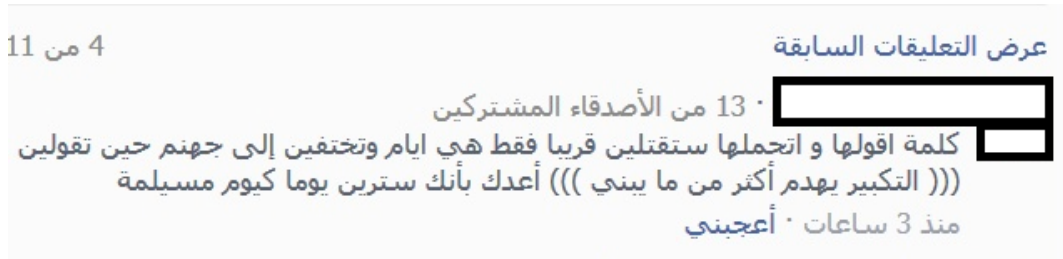 عرض التعليقات السابقة
4 من 11
· 13 من الأصدقاء المشتركين
كلمة اقولها و اتحملها ستقتلين قريبا فقط هي ايام وتختفين إلى جهنم حين تقولين
((( التكبير يهدم أكثر من ما يبني ))) أعدك بأنك سترين يوما كيوم مسيلمة
منذ 3 ساعات · أعجبني